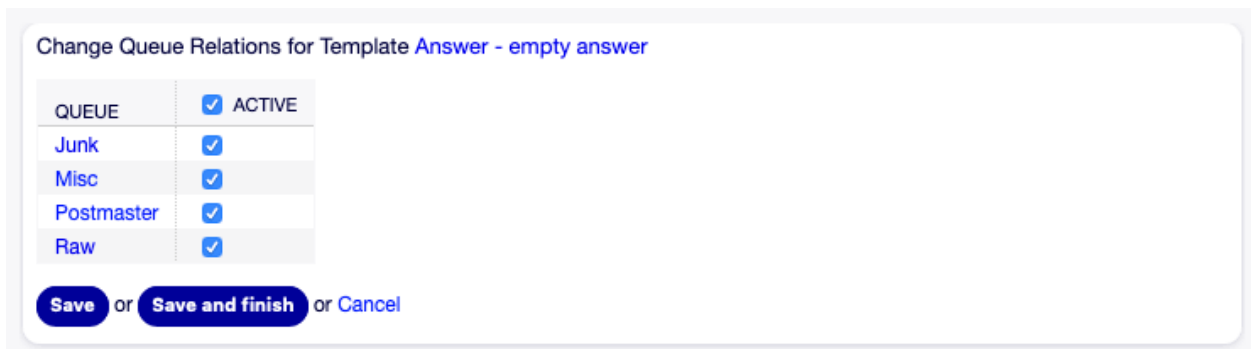 Change Queue Relations for Template Answer - empty answer
QUEUE ACTIVE
Junk
Misc
Postmaster
Raw
Save or Save and finish or Cancel